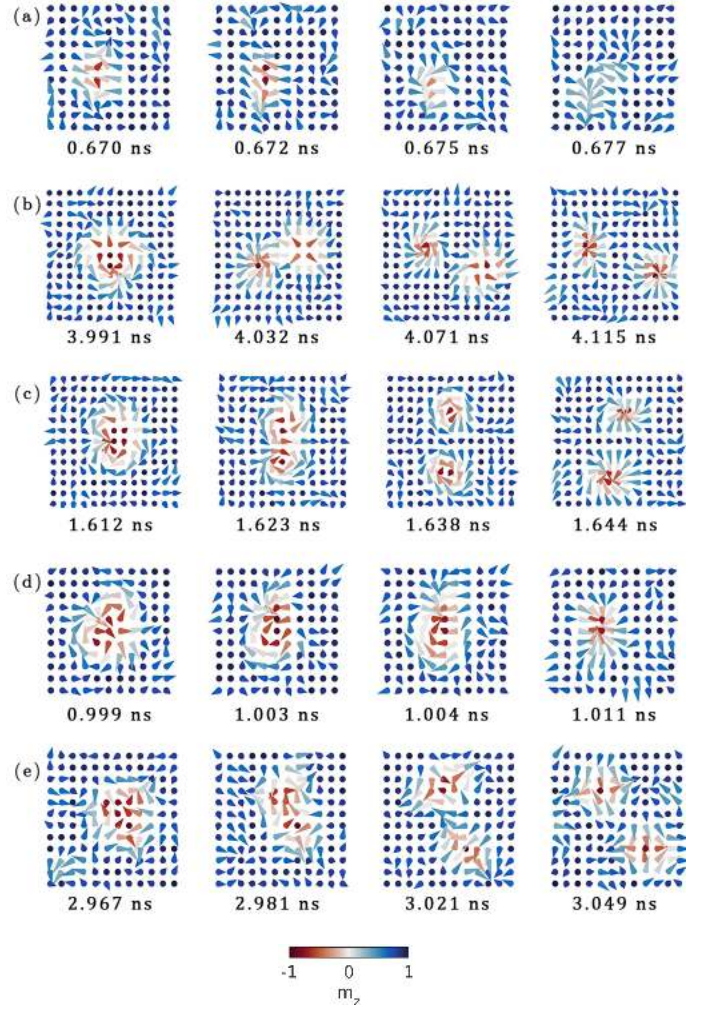 (a)
0.670 ns 0.672 ns 0.675 ns 0.677 ns
(b)
3.991 ns 4.032 ns 4.071 ns 4.115 ns
(c)
1.612 ns 1.623 ns 1.638 ns 1.644 ns
(d)
0.999 ns 1.003 ns 1.004 ns 1.011 ns
(e)
2.967 ns 2.981 ns 3.021 ns 3.049 ns
-1 0 1
m_z